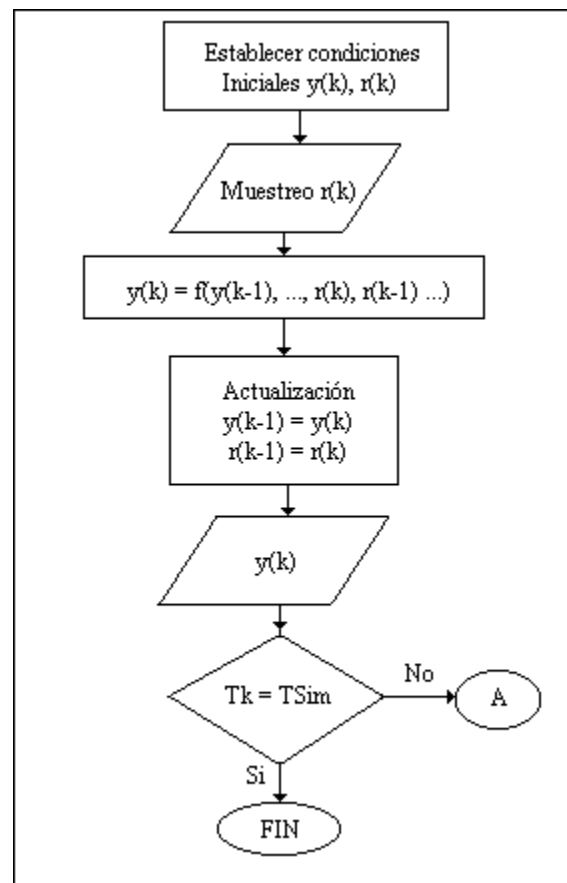 Establecer condiciones
Iniciales y(k), r(k)
Muestreo r(k)
y(k) = f(y(k-1), ..., r(k), r(k-1) ...)
Actualización
y(k-1) = y(k)
r(k-1) = r(k)
y(k)
Tk = TSim
No
A
Si
FIN